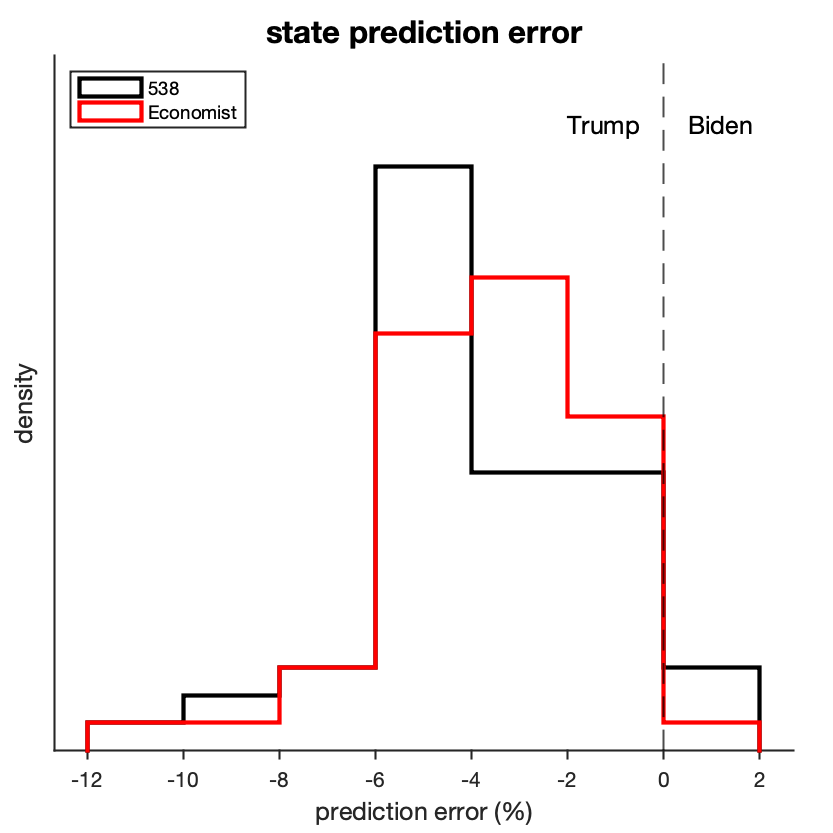 state prediction error
538
Economist
Trump
Biden
density
-12 -10 -8 -6 -4 -2 0 2
prediction error (%)